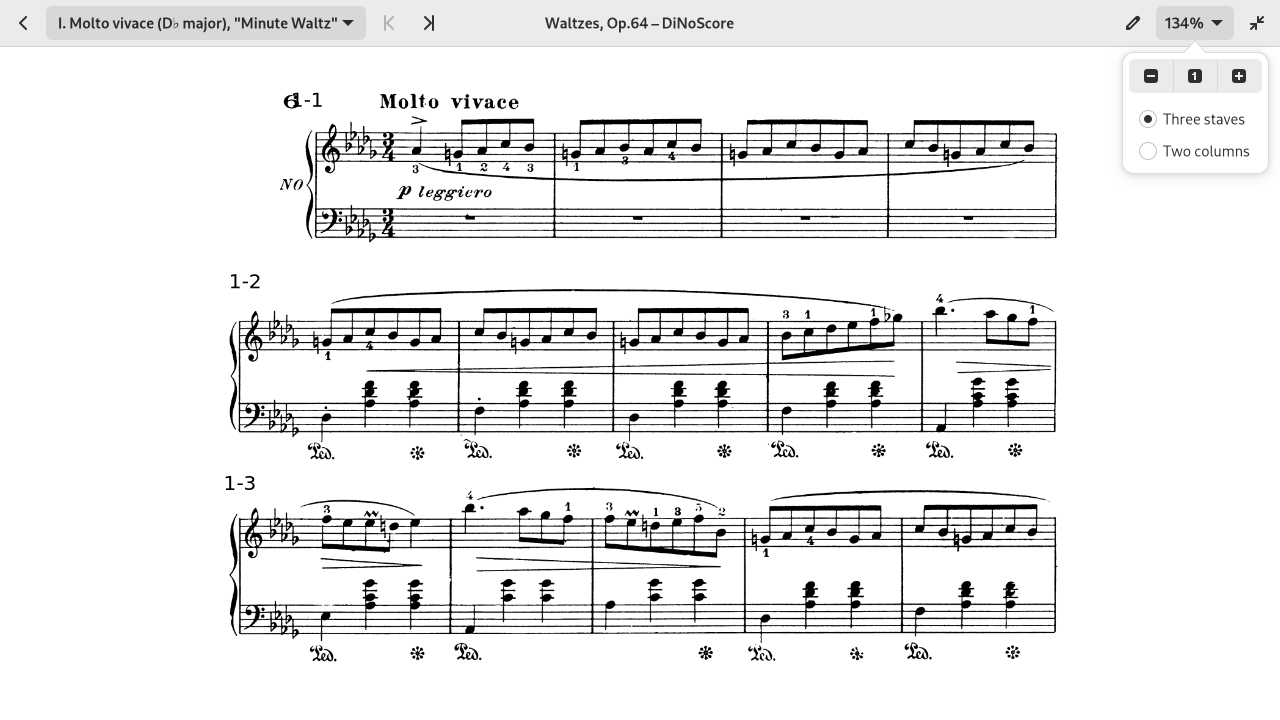 I. Molto vivace (D♭ major), "Minute Waltz"
Waltzes, Op.64 – DiNoScore
134%
1
Three staves
Two columns
6
1-1
Molto vivace
3 1 2 4 3 1 3 4
NO
p leggiero
1-2
4
3 1 1
1 4
1
Ped. * Ped. * Ped. * Ped. * Ped. *
1-3
4
3 1 3 1 3 5 2
1 4
Ped. * Ped. * Ped. * Ped. *